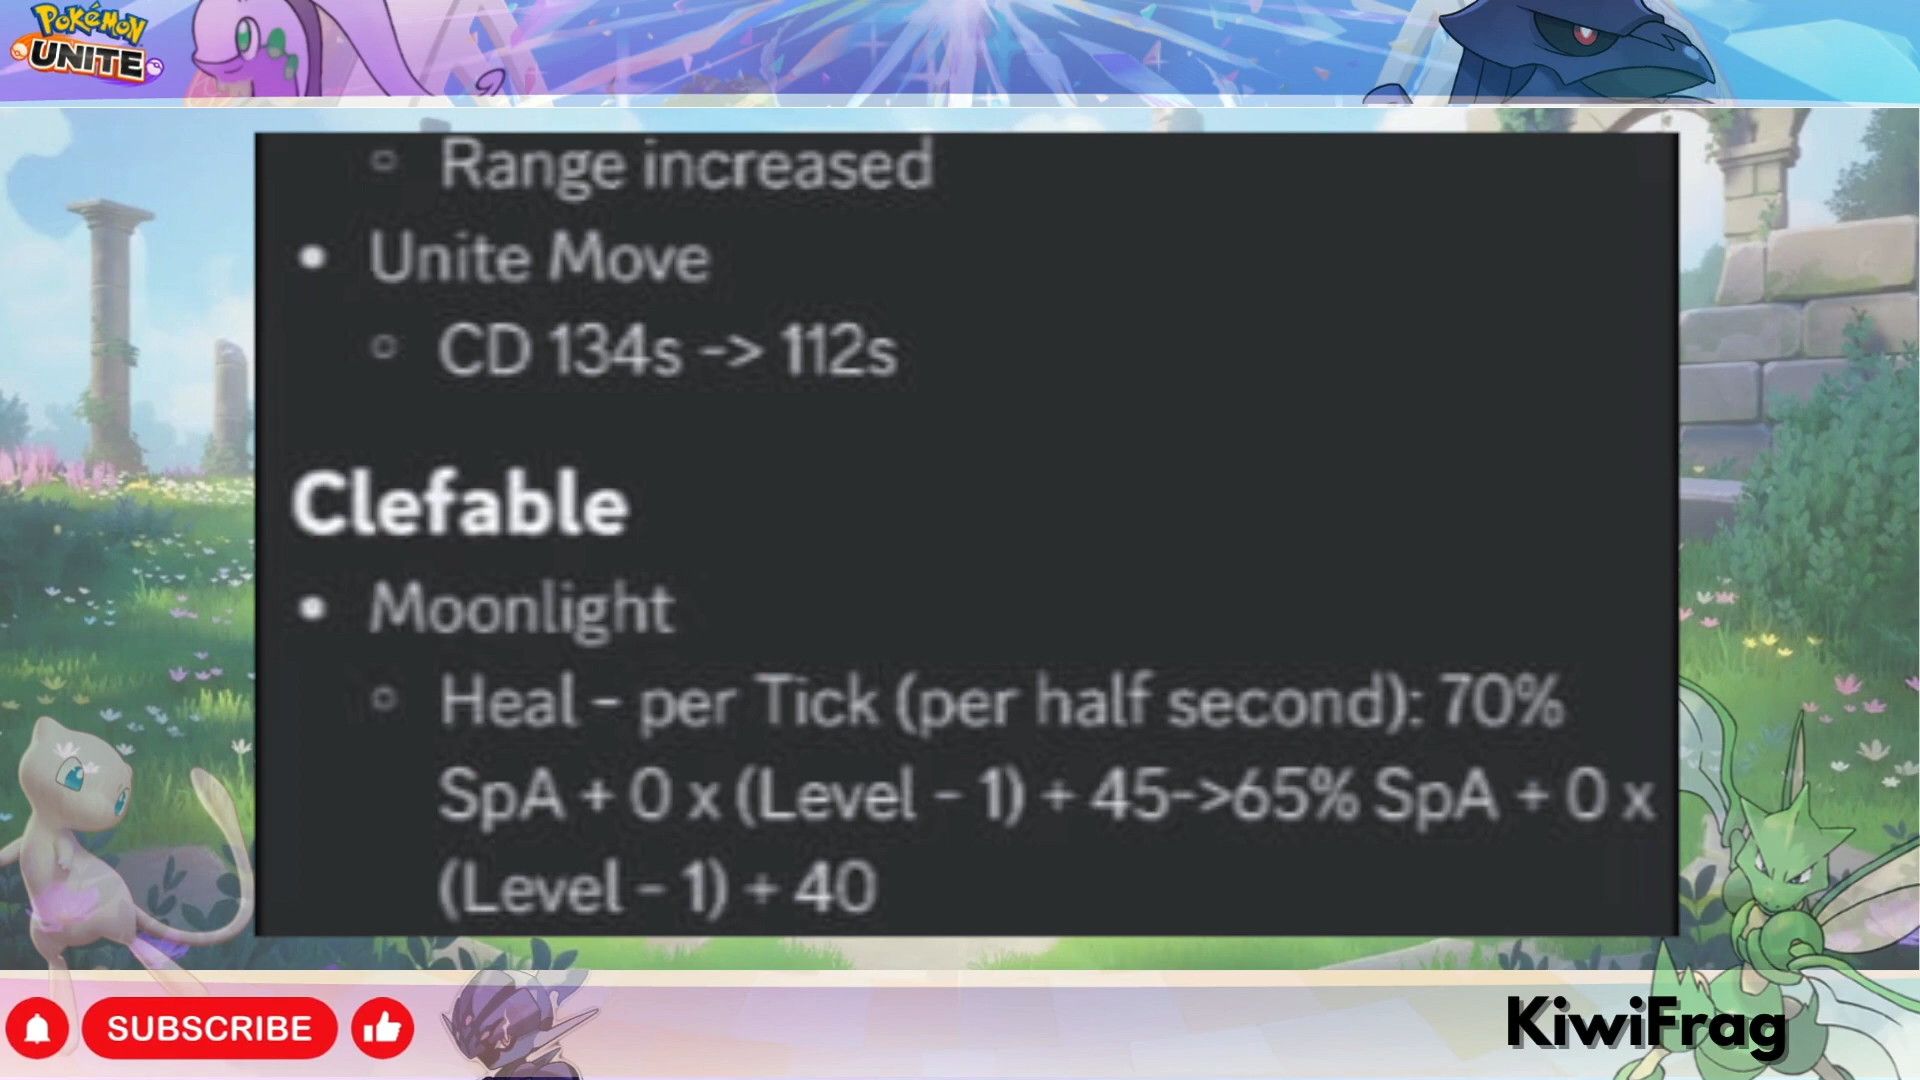 Pokémon
UNITE
Range increased
Unite Move
CD 134s -> 112s
Clefable
Moonlight
Heal - per Tick (per half second): 70%
SpA + 0 x (Level - 1) + 45->65% SpA + 0 x
(Level - 1) + 40
SUBSCRIBE
KiwiFrag